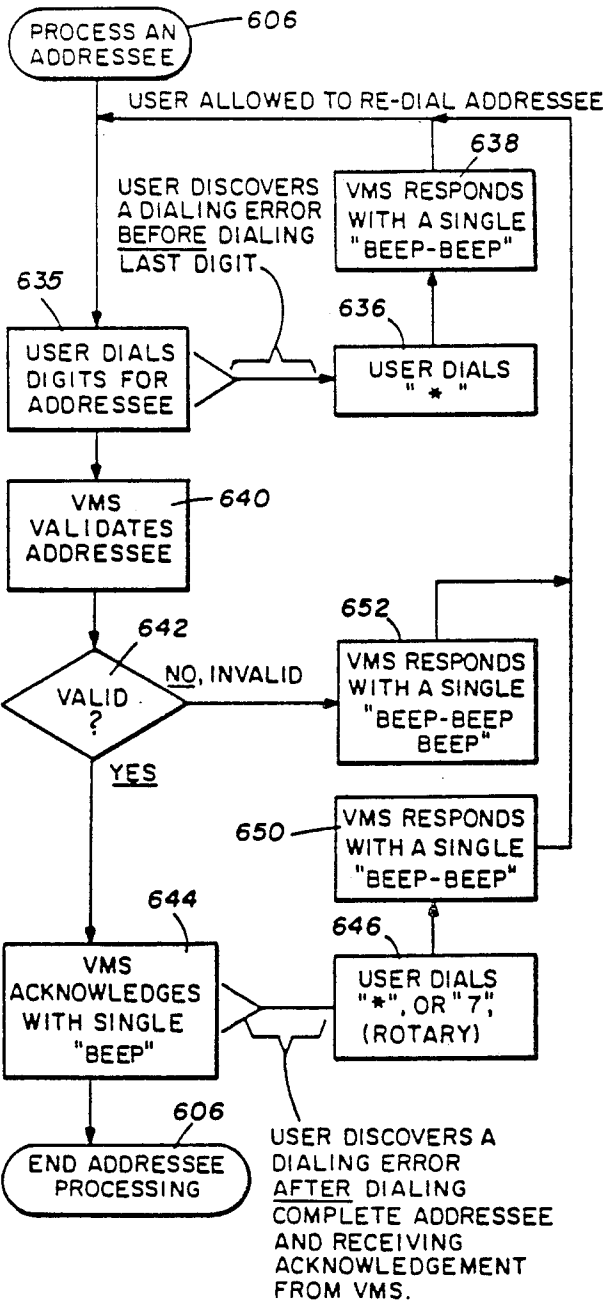 PROCESS AN
ADDRESSEE
606
USER ALLOWED TO RE-DIAL ADDRESSEE
638
VMS RESPONDS
WITH A SINGLE
"BEEP-BEEP"
USER DISCOVERS
A DIALING ERROR
BEFORE DIALING
LAST DIGIT
635
USER DIALS
DIGITS FOR
ADDRESSEE
636
USER DIALS
"*"
VMS
VALIDATES
ADDRESSEE
640
642
VALID
?
NO, INVALID
YES
652
VMS RESPONDS
WITH A SINGLE
"BEEP-BEEP
BEEP"
650
VMS RESPONDS
WITH A SINGLE
"BEEP-BEEP"
644
VMS
ACKNOWLEDGES
WITH SINGLE
"BEEP"
646
USER DIALS
"*", OR "7",
(ROTARY)
606
END ADDRESSEE
PROCESSING
USER DISCOVERS A
DIALING ERROR
AFTER DIALING
COMPLETE ADDRESSEE
AND RECEIVING
ACKNOWLEDGEMENT
FROM VMS.